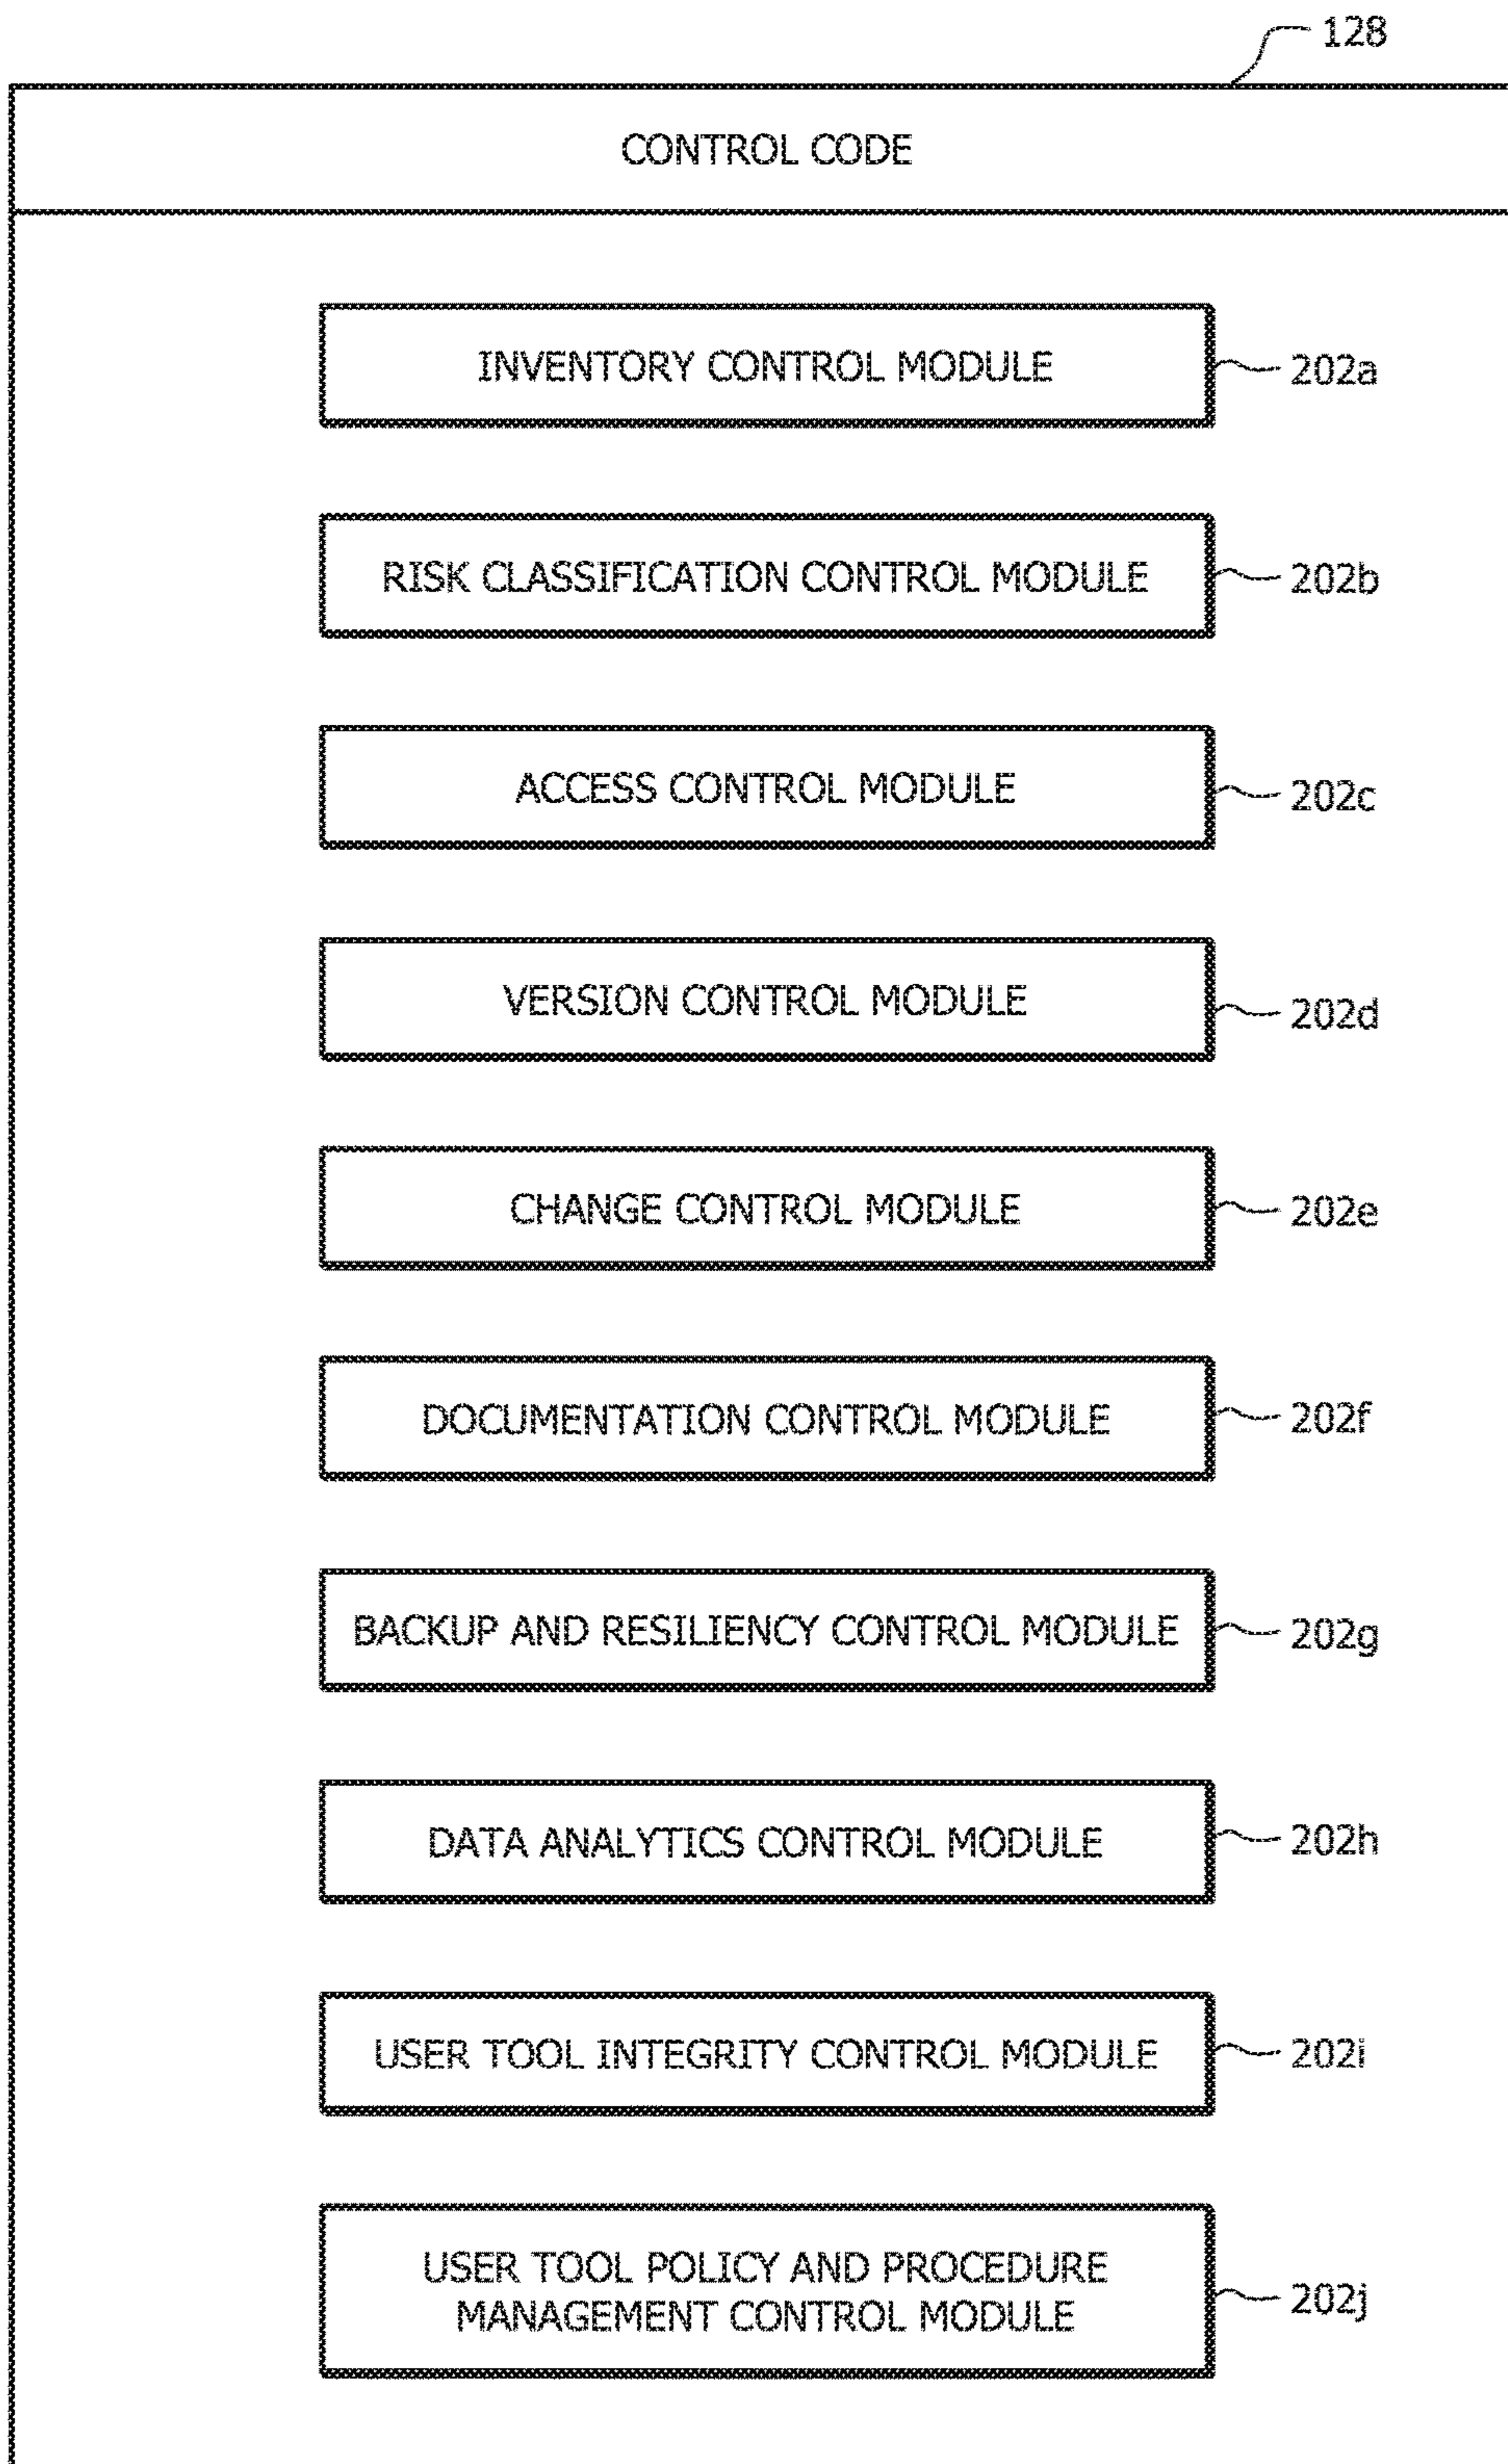 128
CONTROL CODE
INVENTORY CONTROL MODULE
202a
RISK CLASSIFICATION CONTROL MODULE
202b
ACCESS CONTROL MODULE
202c
VERSION CONTROL MODULE
202d
CHANGE CONTROL MODULE
202e
DOCUMENTATION CONTROL MODULE
202f
BACKUP AND RESILIENCY CONTROL MODULE
202g
DATA ANALYTICS CONTROL MODULE
202h
USER TOOL INTEGRITY CONTROL MODULE
202i
USER TOOL POLICY AND PROCEDURE
MANAGEMENT CONTROL MODULE
202j